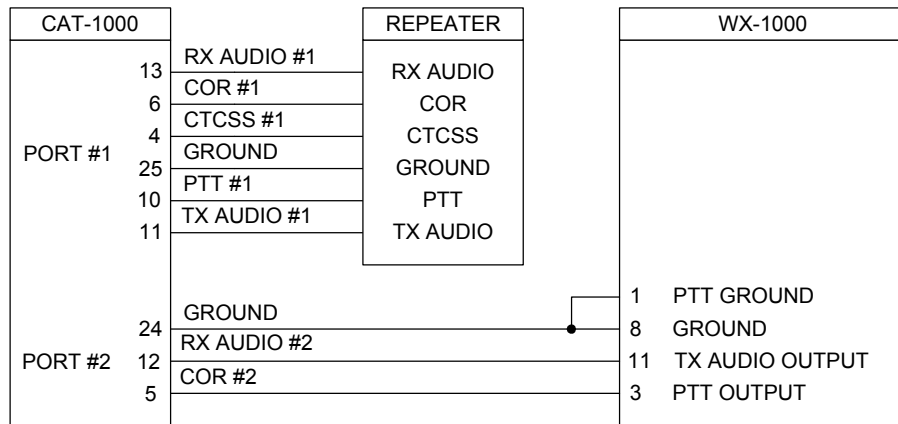 CAT-1000 REPEATER WX-1000
RX AUDIO #1
13 RX AUDIO
COR #1
6 COR
CTCSS #1
4 CTCSS
PORT #1
GROUND
25 GROUND
PTT #1
10 PTT
TX AUDIO #1
11 TX AUDIO
1 PTT GROUND
GROUND
24 8 GROUND
RX AUDIO #2
PORT #2 12 11 TX AUDIO OUTPUT
COR #2
5 3 PTT OUTPUT